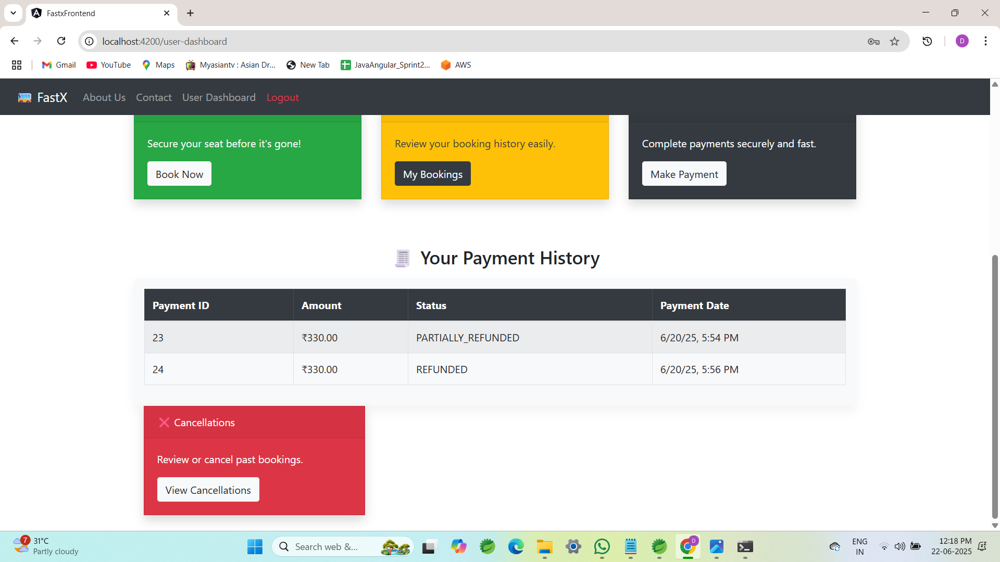 FastxFrontend
localhost:4200/user-dashboard
D
Gmail
YouTube
Maps
Myasiantv : Asian Dr...
New Tab
JavaAngular_Sprint2...
AWS
FastX
About Us
Contact
User Dashboard
Logout
Secure your seat before it's gone!
Book Now
Review your booking history easily.
My Bookings
Complete payments securely and fast.
Make Payment
Your Payment History
Payment ID Amount Status Payment Date
23 ₹330.00 PARTIALLY_REFUNDED 6/20/25, 5:54 PM
24 ₹330.00 REFUNDED 6/20/25, 5:56 PM
Cancellations
Review or cancel past bookings.
View Cancellations
7
31°C
Partly cloudy
Search web &...
D
ENG
IN
12:18 PM
22-06-2025